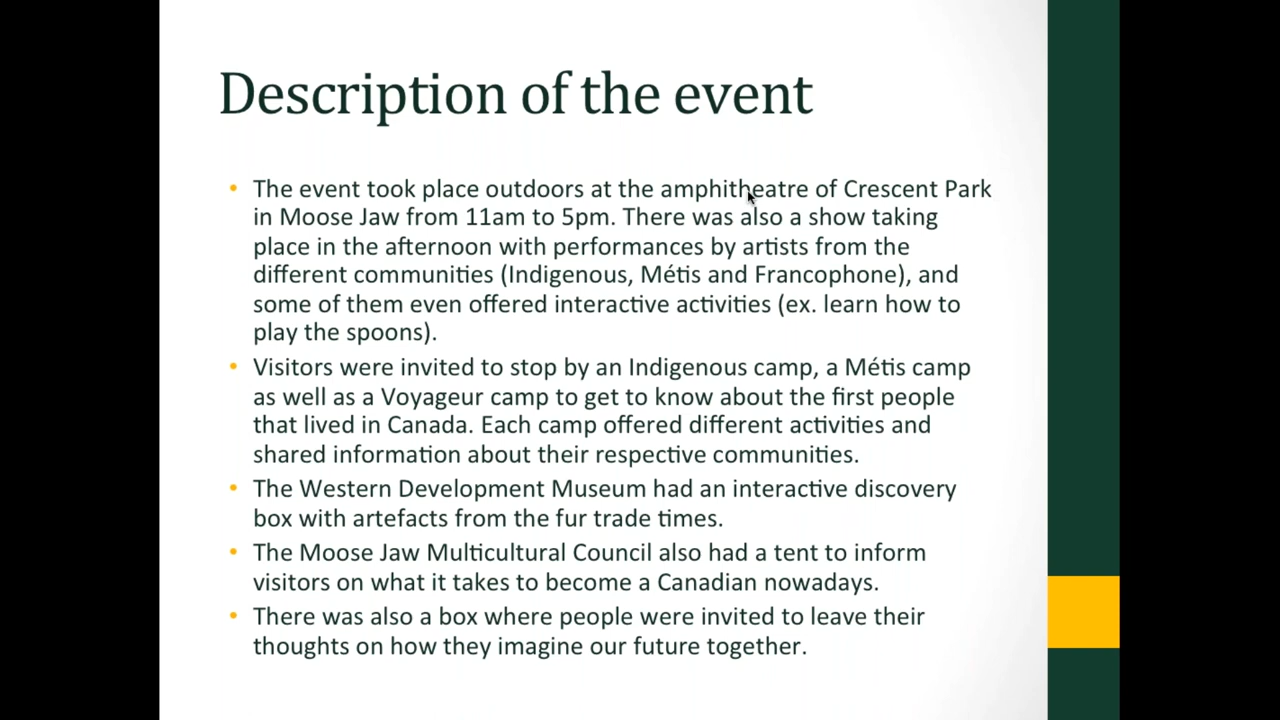 Description of the event
• The event took place outdoors at the amphitheatre of Crescent Park
in Moose Jaw from 11am to 5pm. There was also a show taking
place in the afternoon with performances by artists from the
different communities (Indigenous, Métis and Francophone), and
some of them even offered interactive activities (ex. learn how to
play the spoons).
• Visitors were invited to stop by an Indigenous camp, a Métis camp
as well as a Voyageur camp to get to know about the first people
that lived in Canada. Each camp offered different activities and
shared information about their respective communities.
• The Western Development Museum had an interactive discovery
box with artefacts from the fur trade times.
• The Moose Jaw Multicultural Council also had a tent to inform
visitors on what it takes to become a Canadian nowadays.
• There was also a box where people were invited to leave their
thoughts on how they imagine our future together.